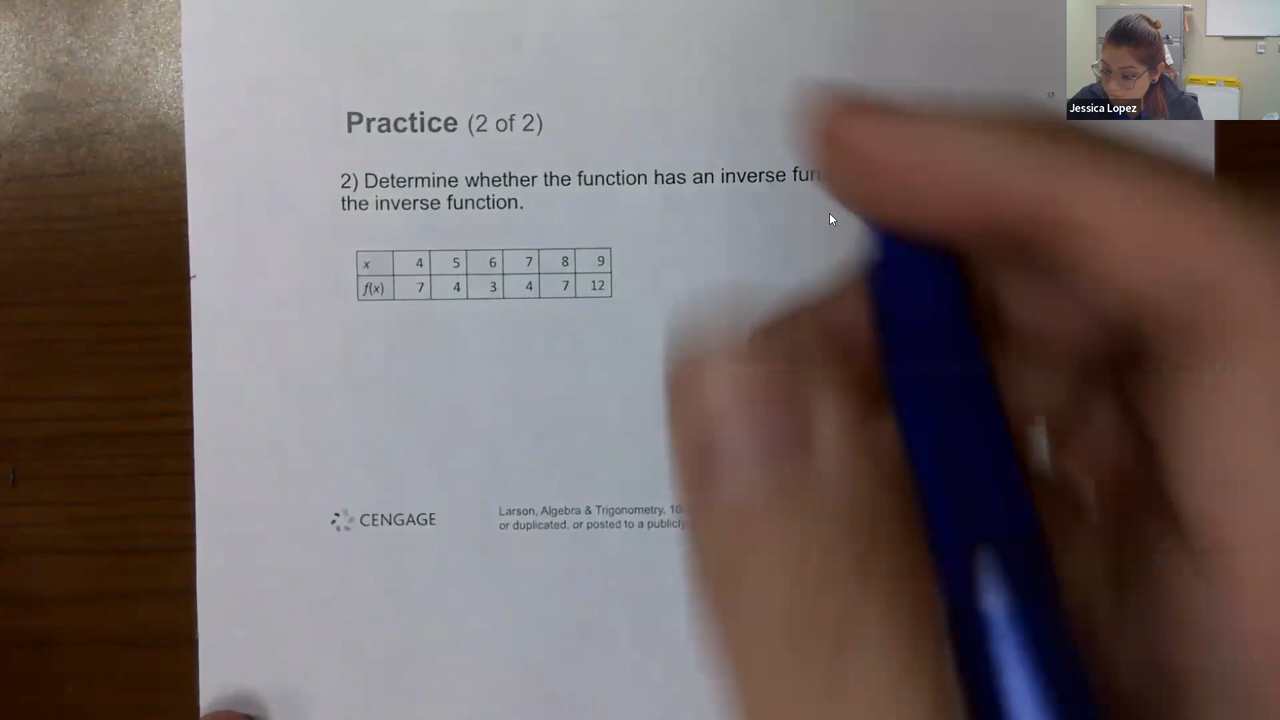 Jessica Lopez
Practice (2 of 2)
2) Determine whether the function has an inverse
the inverse function.
x 4 5 6 7 8 9
f(x) 7 4 3 4 7 12
CENGAGE
Larson, Algebra & Trigonometry,
or duplicated, or posted to a publicly